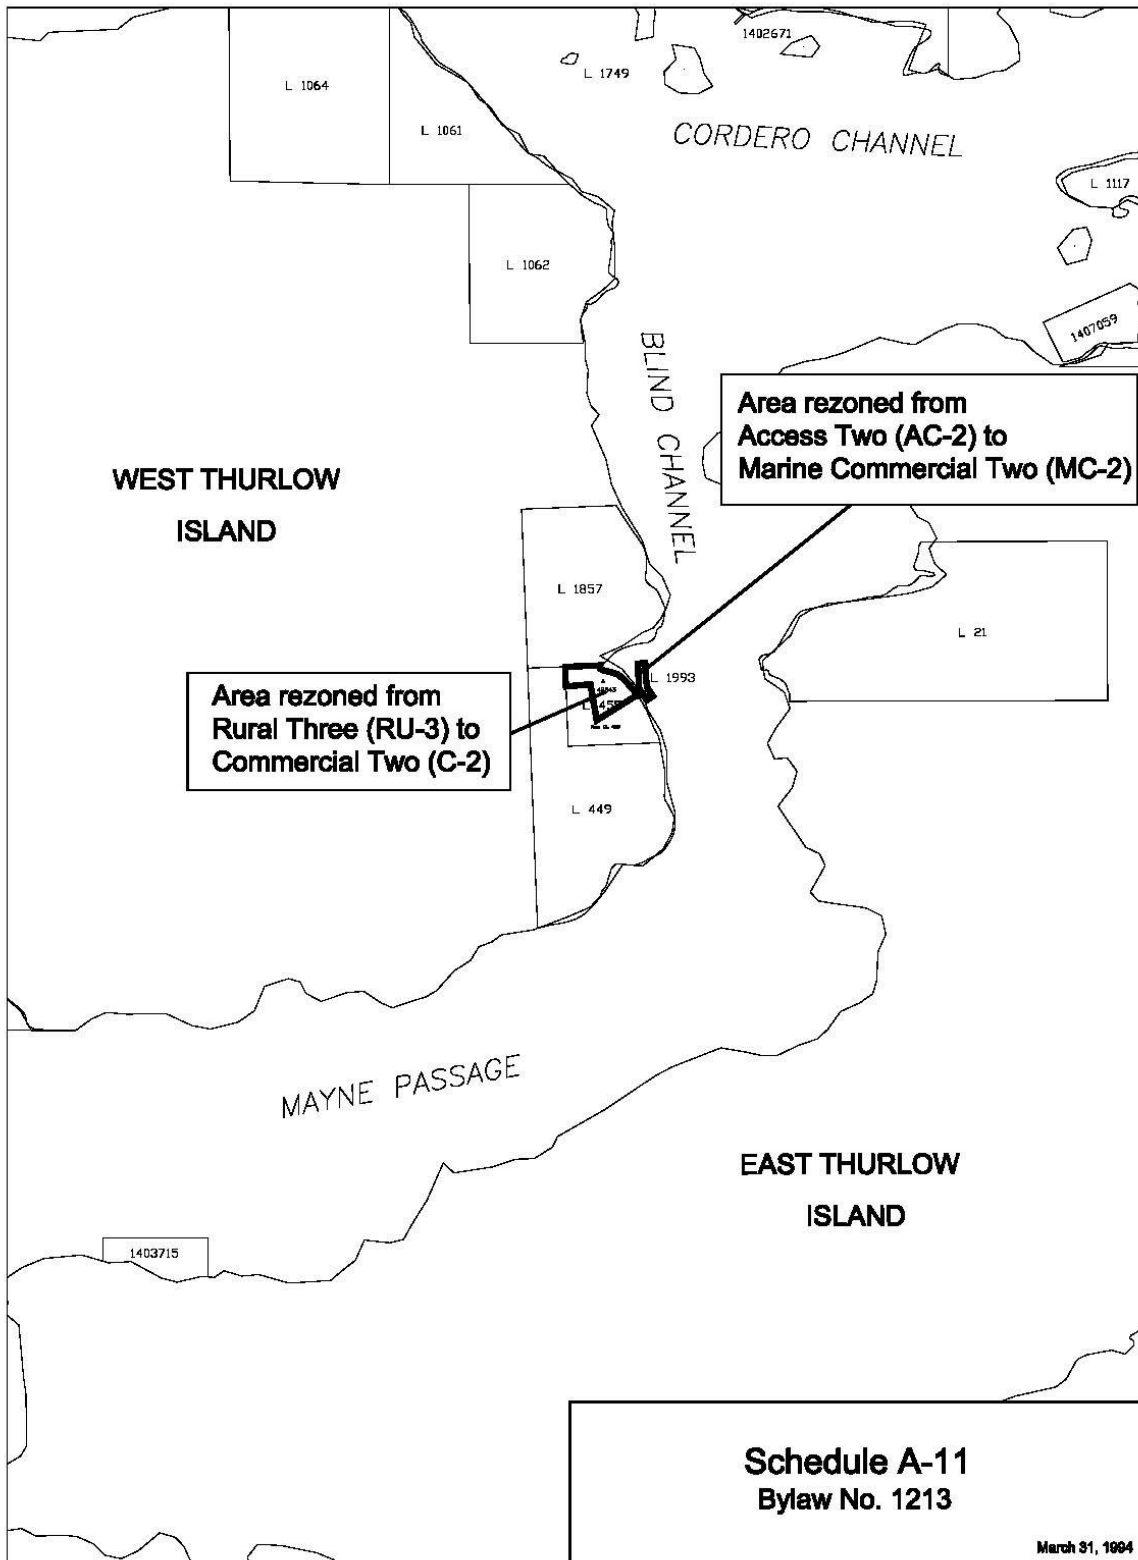 1402671
L 1064
L 1749
L 1061
CORDERO CHANNEL
L 1117
L 1062
1407059
BLIND CHANNEL
Area rezoned from
Access Two (AC-2) to
Marine Commercial Two (MC-2)
WEST THURLOW
ISLAND
L 1857
L 21
L 1993
Area rezoned from
Rural Three (RU-3) to
Commercial Two (C-2)
L 449
MAYNE PASSAGE
EAST THURLOW
ISLAND
1403715
Schedule A-11
Bylaw No. 1213
March 31, 1994